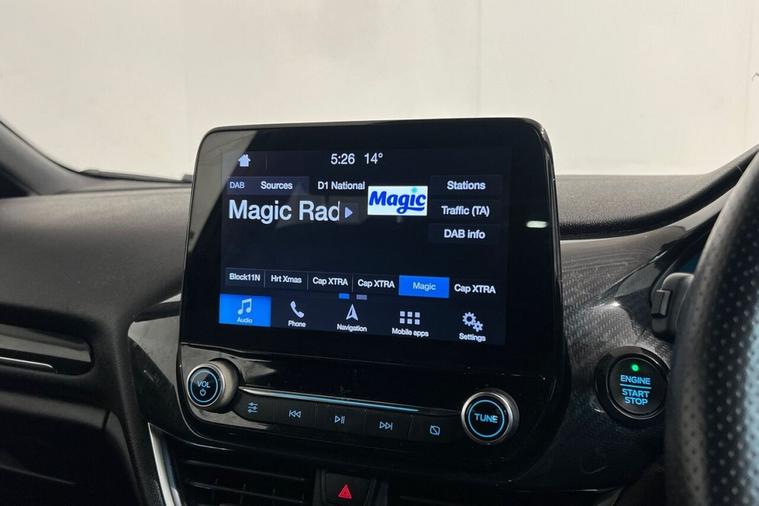 5:26 14°
DAB Sources D1 National Magic Stations
Magic Rad Traffic (TA)
DAB info
Block11N Hrt Xmas Cap XTRA Cap XTRA Magic Cap XTRA
Audio Phone Navigation Mobile apps Settings
VOL TUNE
ENGINE
START
STOP